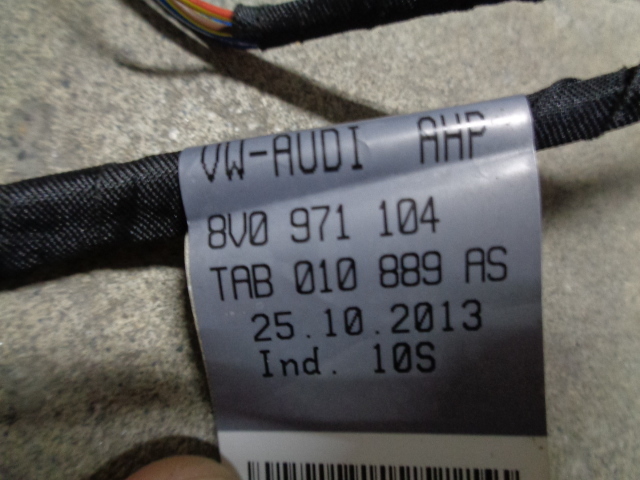 VW-AUDI AHP
8V0 971 104
TAB 010 889 AS
25.10.2013
Ind. 10S